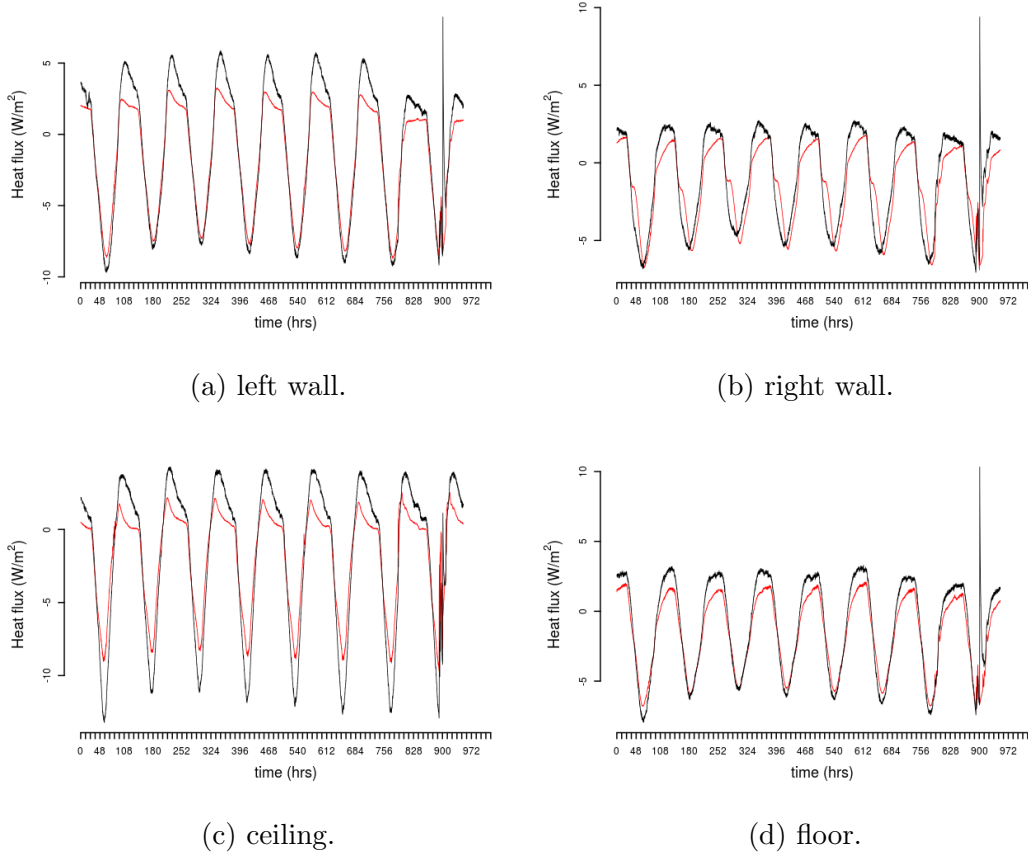 Heat flux (W/m²)
5
0
-5
-10
0 48 108 180 252 324 396 468 540 612 684 756 828 900 972
time (hrs)
(a) left wall.
Heat flux (W/m²)
10
5
0
-5
0 48 108 180 252 324 396 468 540 612 684 756 828 900 972
time (hrs)
(b) right wall.
Heat flux (W/m²)
0
-5
-10
0 48 108 180 252 324 396 468 540 612 684 756 828 900 972
time (hrs)
(c) ceiling.
Heat flux (W/m²)
10
5
0
-5
0 48 108 180 252 324 396 468 540 612 684 756 828 900 972
time (hrs)
(d) floor.